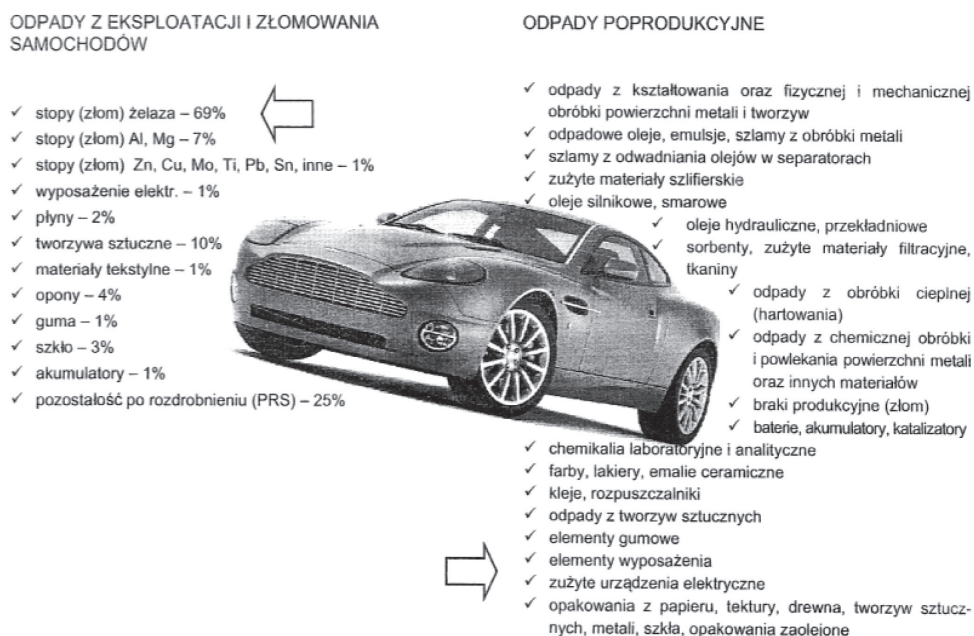 ODPADY Z EKSPLOATACJI I ZŁOMOWANIA
SAMOCHODÓW
✓ stopy (złom) żelaza – 69%
✓ stopy (złom) Al, Mg – 7%
✓ stopy (złom) Zn, Cu, Mo, Ti, Pb, Sn, inne – 1%
✓ wyposażenie elektr. – 1%
✓ płyny – 2%
✓ tworzywa sztuczne – 10%
✓ materiały tekstylne – 1%
✓ opony – 4%
✓ guma – 1%
✓ szkło – 3%
✓ akumulatory – 1%
✓ pozostałość po rozdrobnieniu (PRS) – 25%
ODPADY POPRODUKCYJNE
✓ odpady z kształtowania oraz fizycznej i mechanicznej
obróbki powierzchni metali i tworzyw
✓ odpadowe oleje, emulsje, szlamy z obróbki metali
✓ szlamy z odwadniania olejów w separatorach
✓ zużyte materiały szlifierskie
✓ oleje silnikowe, smarowe
✓ oleje hydrauliczne, przekładniowe
✓ sorbenty, zużyte materiały filtracyjne,
tkaniny
✓ odpady z obróbki cieplnej
(hartowania)
✓ odpady z chemicznej obróbki
i powlekania powierzchni metali
oraz innych materiałów
✓ braki produkcyjne (złom)
✓ baterie, akumulatory, katalizatory
✓ chemikalia laboratoryjne i analityczne
✓ farby, lakiery, emalie ceramiczne
✓ kleje, rozpuszczalniki
✓ odpady z tworzyw sztucznych
✓ elementy gumowe
✓ elementy wyposażenia
✓ zużyte urządzenia elektryczne
✓ opakowania z papieru, tektury, drewna, tworzyw sztucz-
nych, metali, szkła, opakowania zaolejone